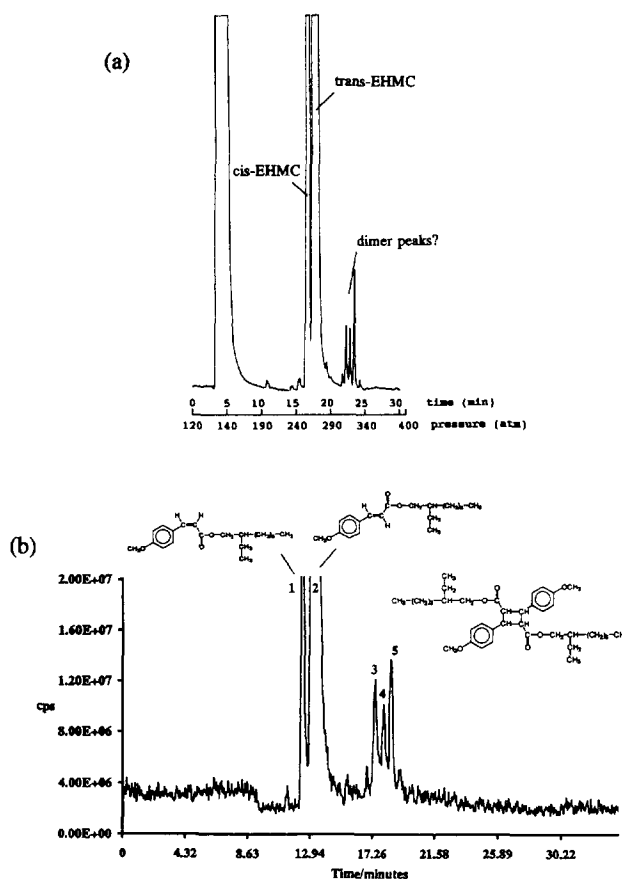 (a)
trans-EHMC
cis-EHMC
dimer peaks?
0 5 15 20 25 30 time (min)
120 140 190 240 260 340 400 pressure (atm)
(b)
CH₃O
CH₃O
1 2
3
4
5
2.00E+07
1.60E+07
1.20E+07
8.00E+06
4.00E+06
0.00E+00
cps
0 4.32 8.63 12.94 17.26 21.58 25.89 30.22
Time/minutes